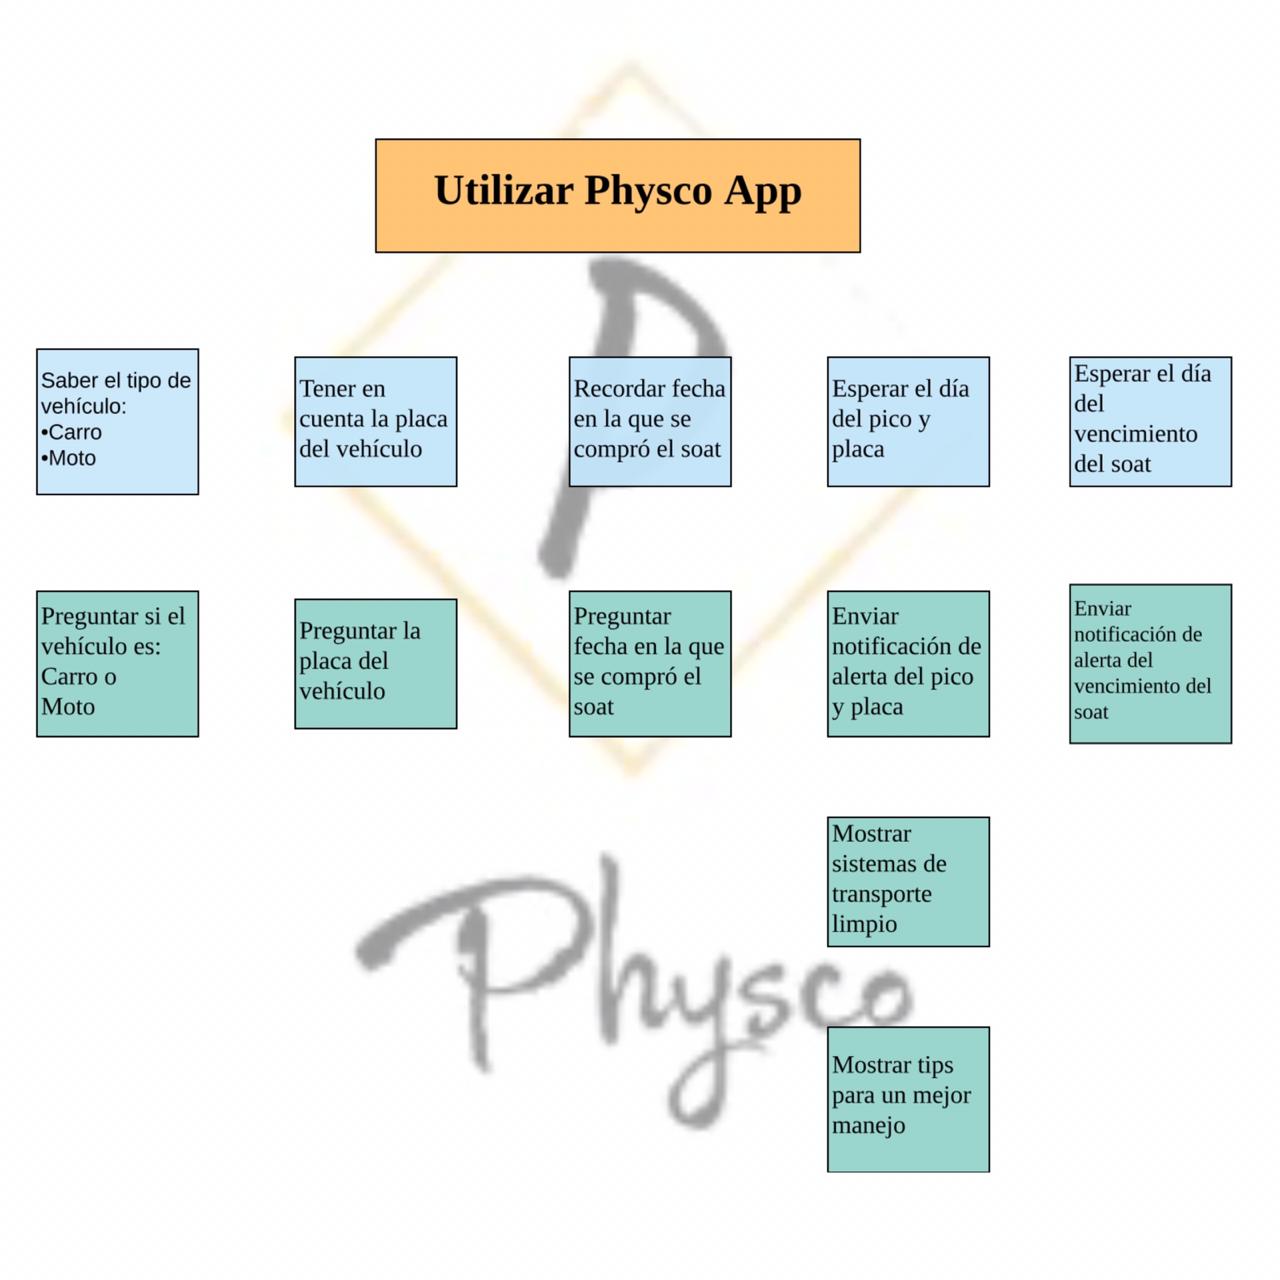 Utilizar Physco App
P
Saber el tipo de
vehículo:
•Carro
•Moto
Tener en
cuenta la placa
del vehículo
Recordar fecha
en la que se
compró el soat
Esperar el día
del pico y
placa
Esperar el día
del
vencimiento
del soat
Preguntar si el
vehículo es:
Carro o
Moto
Preguntar la
placa del
vehículo
Preguntar
fecha en la que
se compró el
soat
Enviar
notificación de
alerta del pico
y placa
Enviar
notificación de
alerta del
vencimiento del
soat
Mostrar
sistemas de
transporte
limpio
Physco
Mostrar tips
para un mejor
manejo